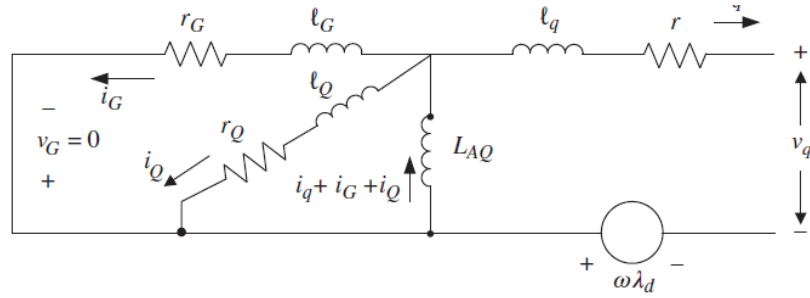 r_G ℓ_G ℓ_q r q
i_G ℓ_Q +
− r_Q
v_G = 0 L_AQ v_q
+ i_Q i_q + i_G + i_Q
−
+ −
ωλ_d